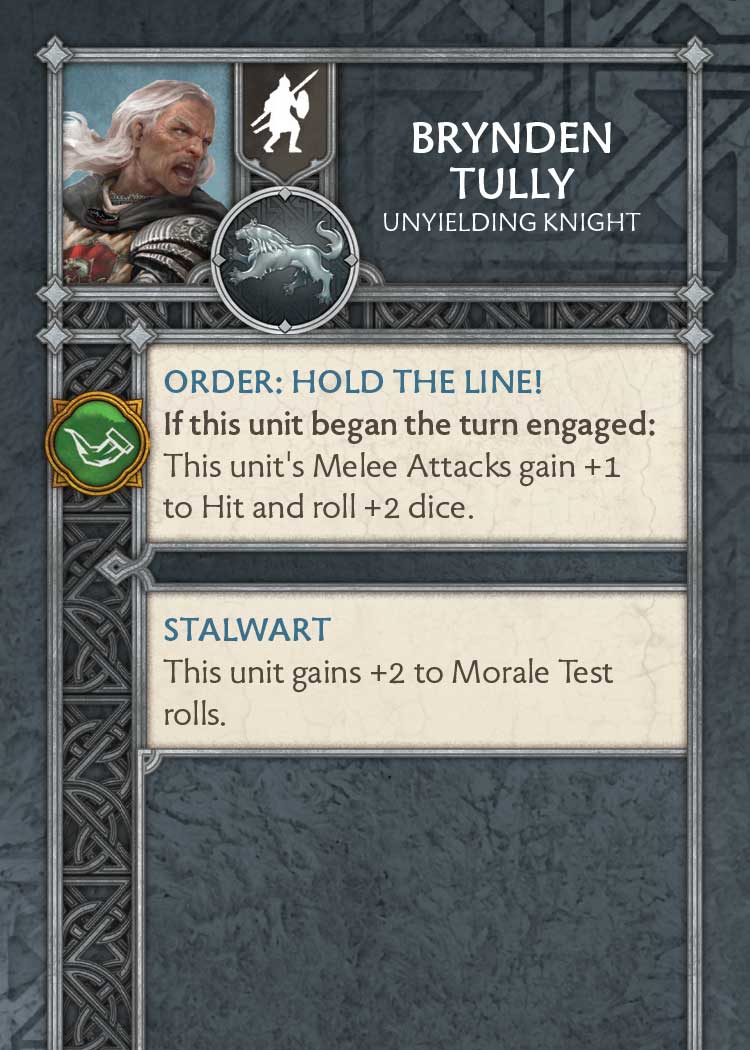 BRYNDEN
TULLY
UNYIELDING KNIGHT
ORDER: HOLD THE LINE!
If this unit began the turn engaged:
This unit's Melee Attacks gain +1
to Hit and roll +2 dice.
STALWART
This unit gains +2 to Morale Test
rolls.